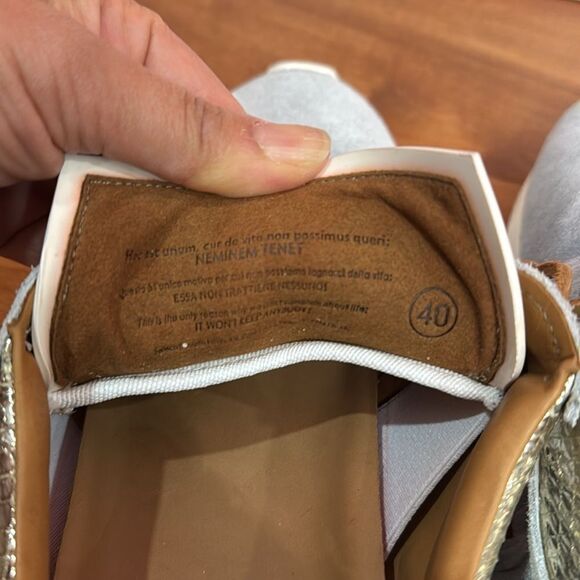 Hic est unum, cur de vita non possimus queri:
NEMINEM TENET
Questo è l'unico motivo per cui non possiamo lagnarci della vita:
ESSA NON TRATTIENE NESSUNO
This is the only reason why we can't complain about life:
IT WON'T KEEP ANYBODY
40